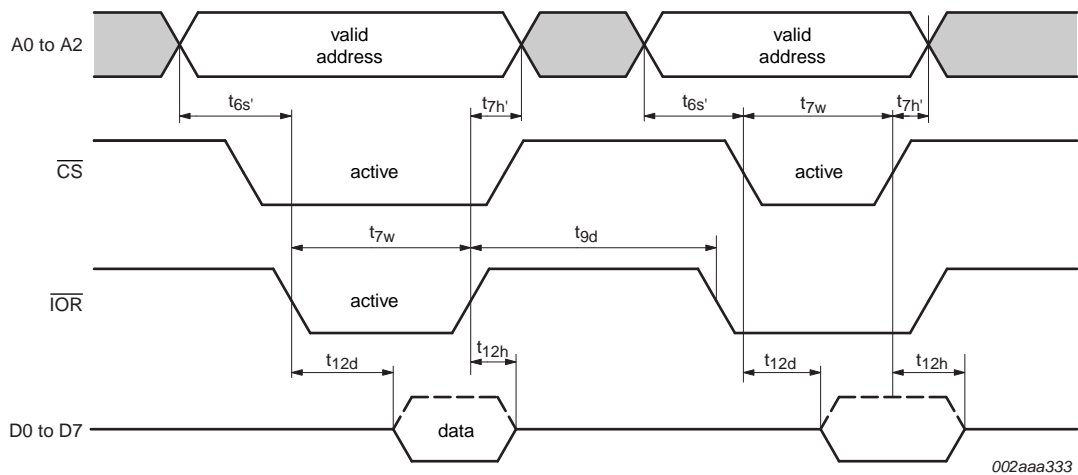 A0 to A2
valid
address
valid
address
t6s'
t7h'
t6s'
t7w
t7h'
CS
active
active
t7w
t9d
IOR
active
t12d
t12h
t12d
t12h
D0 to D7
data
002aaa333